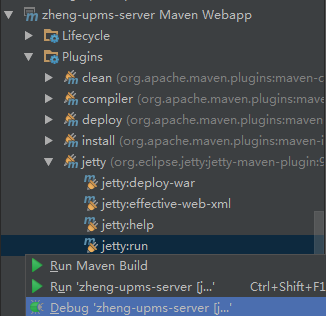 zheng-upms-server Maven Webapp
Lifecycle
Plugins
clean (org.apache.maven.plugins:maven-c
compiler (org.apache.maven.plugins:mave
deploy (org.apache.maven.plugins:maven-
install (org.apache.maven.plugins:maven-
jetty (org.eclipse.jetty:jetty-maven-plugin:9
jetty:deploy-war
jetty:effective-web-xml
jetty:help
jetty:run
Run Maven Build
Run 'zheng-upms-server [j...' Ctrl+Shift+F1
Debug 'zheng-upms-server [j...'